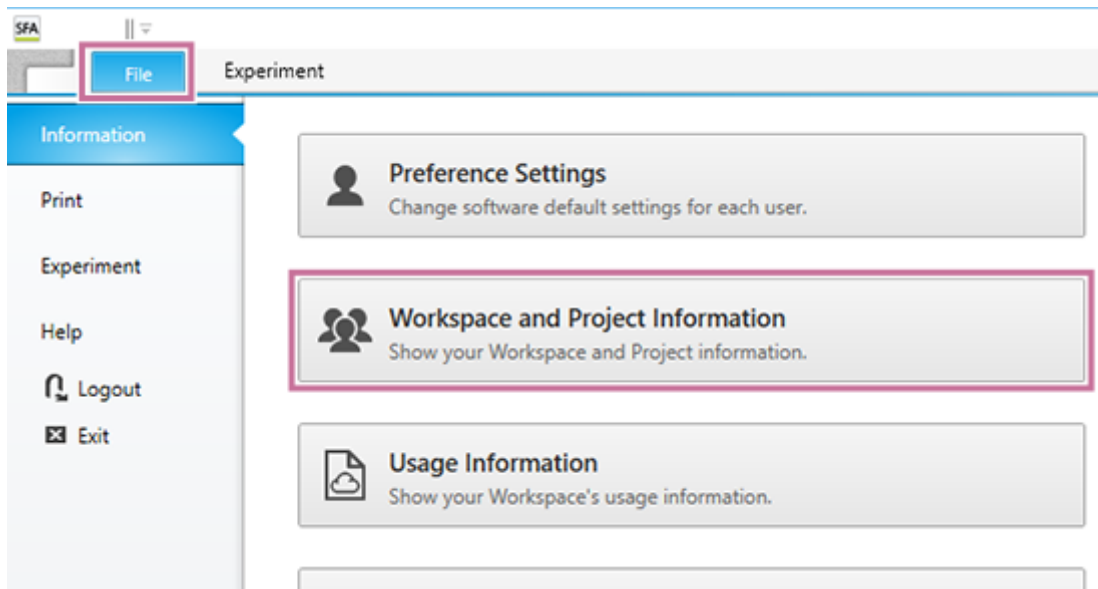 SFA
File
Experiment
Information
Print
Experiment
Help
Logout
Exit
Preference Settings
Change software default settings for each user.
Workspace and Project Information
Show your Workspace and Project information.
Usage Information
Show your Workspace's usage information.